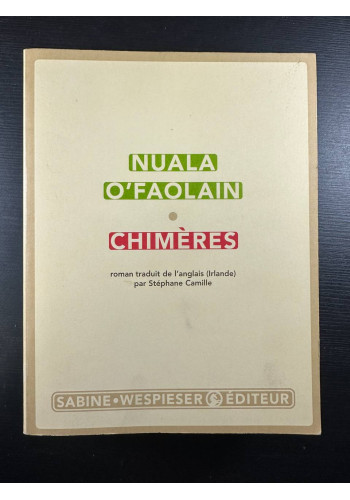 NUALA
O'FAOLAIN
CHIMÈRES
roman traduit de l'anglais (Irlande)
par Stéphane Camille
SABINE • WESPIESER ÉDITEUR